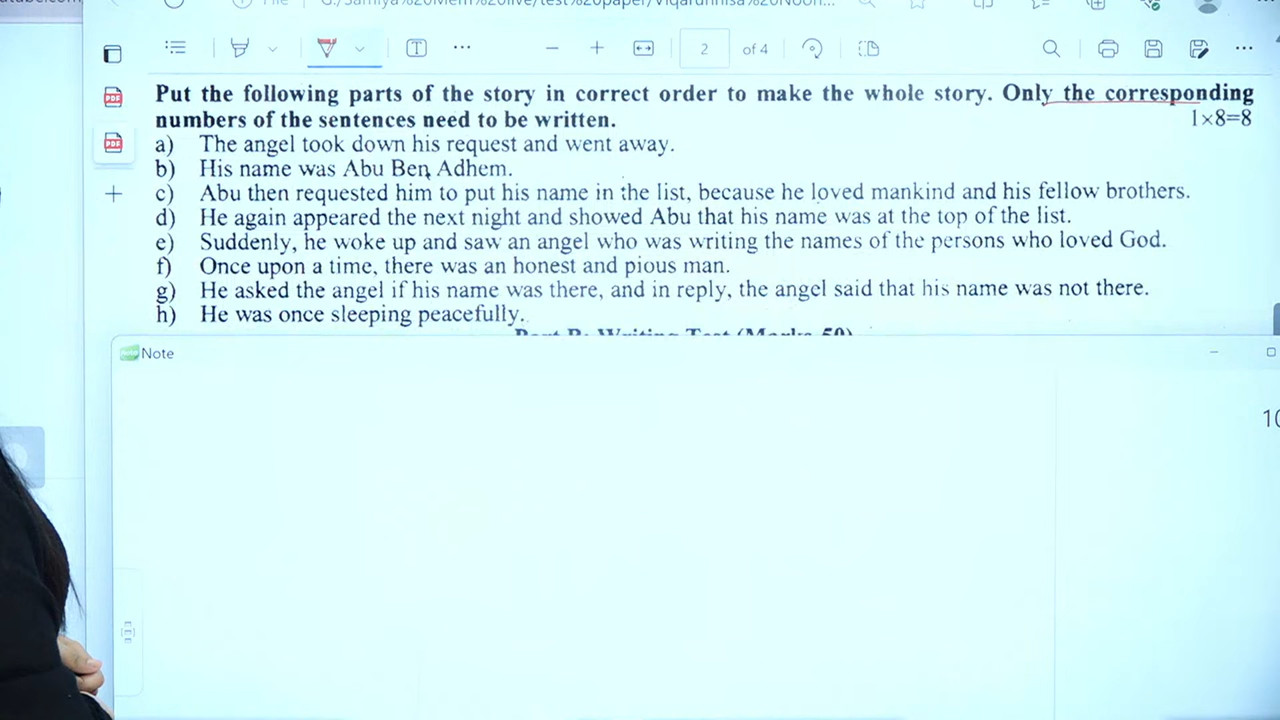 2 of 4
Put the following parts of the story in correct order to make the whole story. Only the corresponding
numbers of the sentences need to be written. 1×8=8
a) The angel took down his request and went away.
b) His name was Abu Ben Adhem.
c) Abu then requested him to put his name in the list, because he loved mankind and his fellow brothers.
d) He again appeared the next night and showed Abu that his name was at the top of the list.
e) Suddenly, he woke up and saw an angel who was writing the names of the persons who loved God.
f) Once upon a time, there was an honest and pious man.
g) He asked the angel if his name was there, and in reply, the angel said that his name was not there.
h) He was once sleeping peacefully.
Note